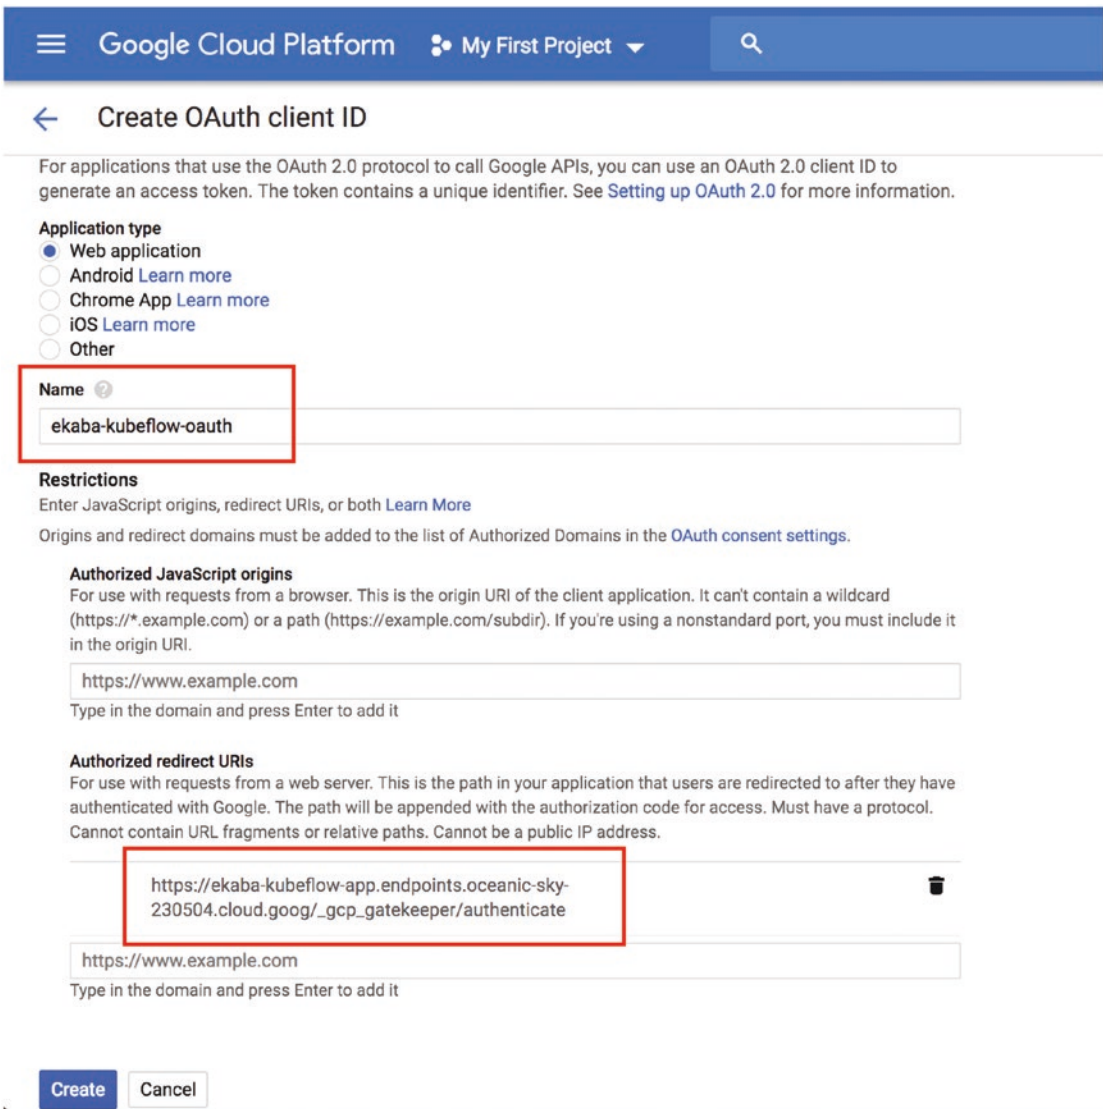 Google Cloud Platform My First Project
Create OAuth client ID
For applications that use the OAuth 2.0 protocol to call Google APIs, you can use an OAuth 2.0 client ID to
generate an access token. The token contains a unique identifier. See Setting up OAuth 2.0 for more information.
Application type
Web application
Android Learn more
Chrome App Learn more
iOS Learn more
Other
Name ?
ekaba-kubeflow-oauth
Restrictions
Enter JavaScript origins, redirect URIs, or both Learn More
Origins and redirect domains must be added to the list of Authorized Domains in the OAuth consent settings.
Authorized JavaScript origins
For use with requests from a browser. This is the origin URI of the client application. It can't contain a wildcard
(https://*.example.com) or a path (https://example.com/subdir). If you're using a nonstandard port, you must include it
in the origin URI.
https://www.example.com
Type in the domain and press Enter to add it
Authorized redirect URIs
For use with requests from a web server. This is the path in your application that users are redirected to after they have
authenticated with Google. The path will be appended with the authorization code for access. Must have a protocol.
Cannot contain URL fragments or relative paths. Cannot be a public IP address.
https://ekaba-kubeflow-app.endpoints.oceanic-sky-
230504.cloud.goog/_gcp_gatekeeper/authenticate
https://www.example.com
Type in the domain and press Enter to add it
Create Cancel